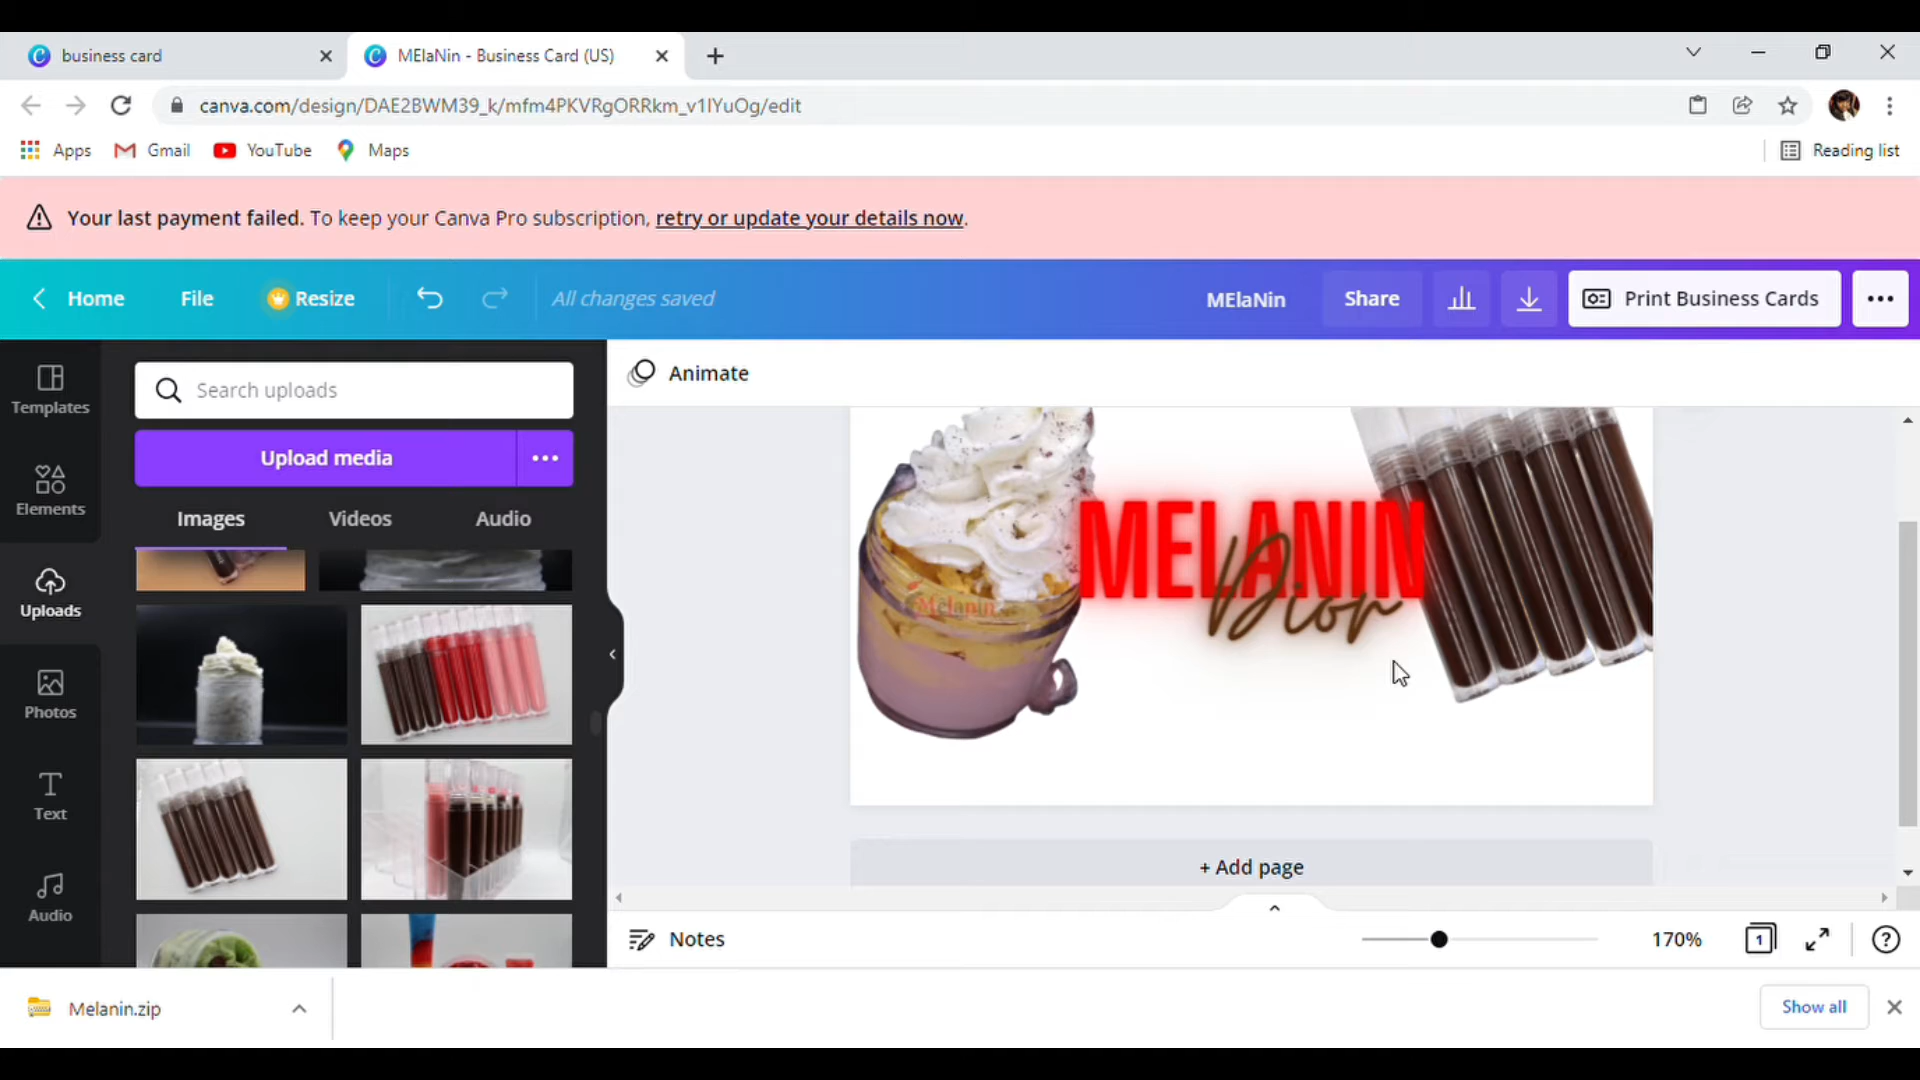 business card
MElaNin - Business Card (US)
canva.com/design/DAE2BWM39_k/mfm4PKVRgORRkm_v1IYuOg/edit
Apps
Gmail
YouTube
Maps
Reading list
Your last payment failed. To keep your Canva Pro subscription, retry or update your details now.
Home
File
Resize
All changes saved
MElaNin
Share
Print Business Cards
Templates
Elements
Uploads
Photos
Text
Audio
Search uploads
Upload media
Images
Videos
Audio
Animate
MELANIN
Dior
Melanin
+ Add page
Notes
170%
1
Melanin.zip
Show all